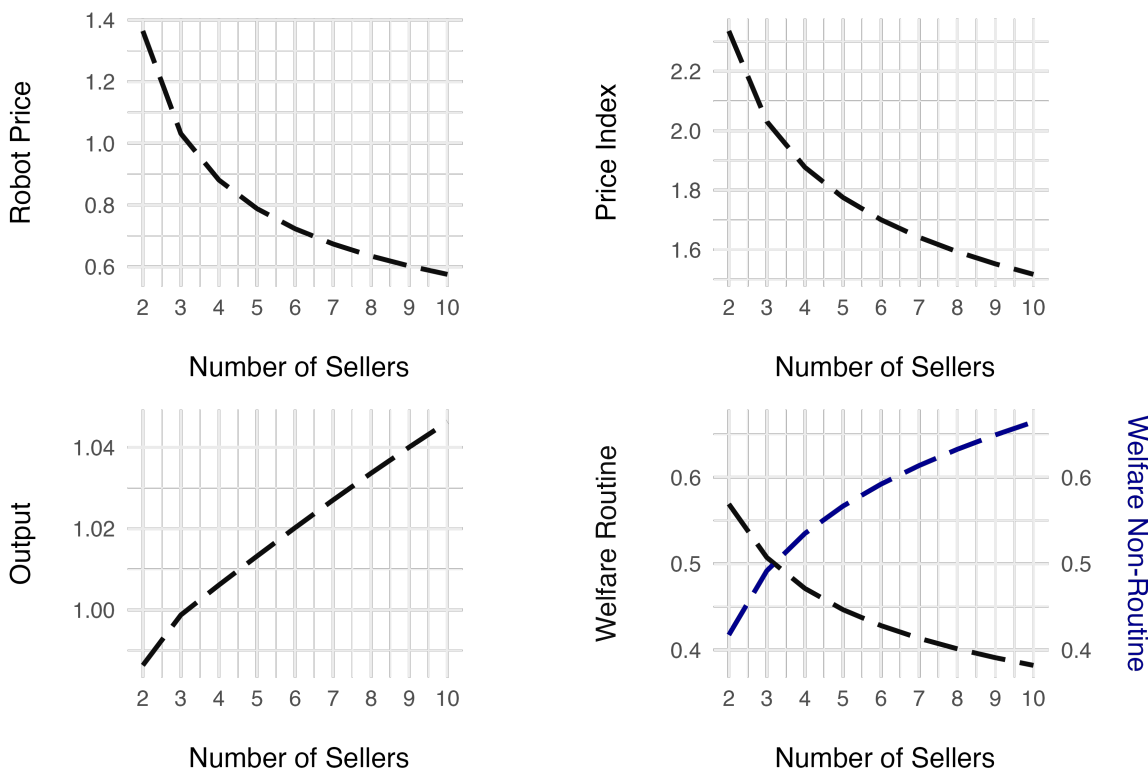 Robot Price
1.4
1.2
1.0
0.8
0.6
2 3 4 5 6 7 8 9 10
Number of Sellers
Price Index
2.2
2.0
1.8
1.6
2 3 4 5 6 7 8 9 10
Number of Sellers
Output
1.04
1.02
1.00
2 3 4 5 6 7 8 9 10
Number of Sellers
Welfare Routine
0.6
0.5
0.4
2 3 4 5 6 7 8 9 10
Number of Sellers
0.6
0.5
0.4
Welfare Non-Routine